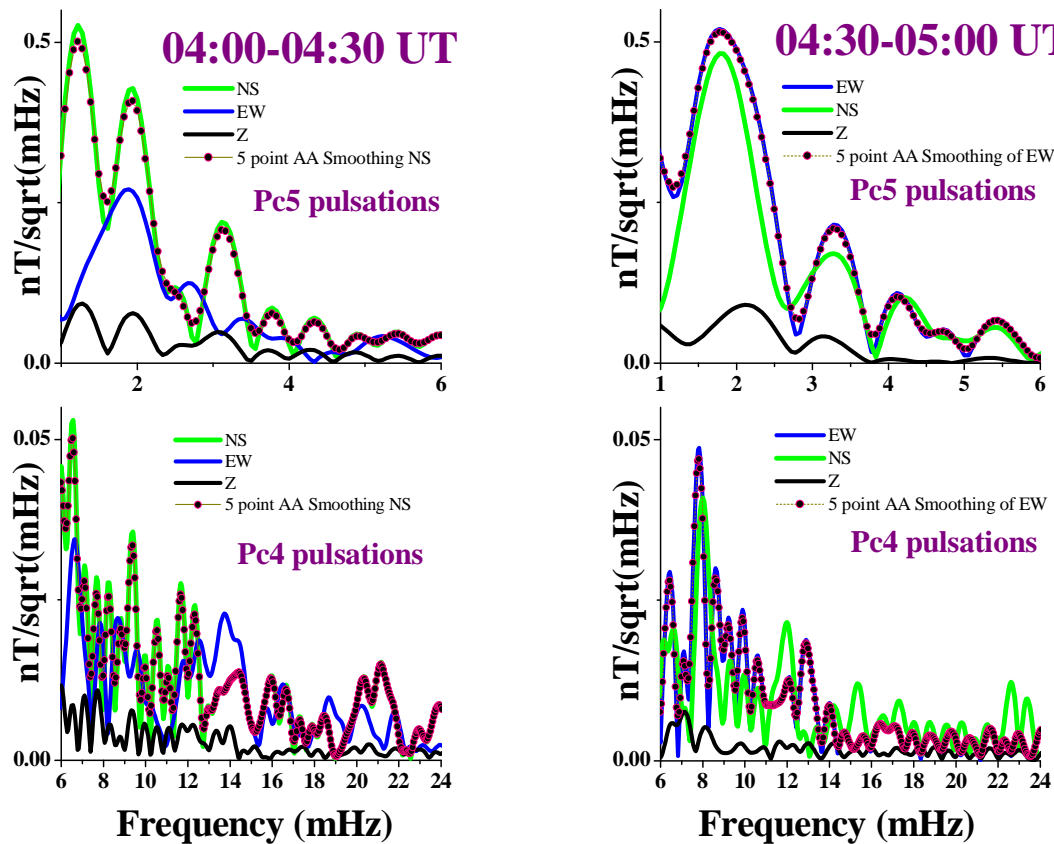 04:00-04:30 UT
NS
EW
Z
5 point AA Smoothing NS
Pc5 pulsations
nT/sqrt(mHz)
0.5
0.0
2
4
6
04:30-05:00 UT
EW
NS
Z
5 point AA Smoothing of EW
Pc5 pulsations
nT/sqrt(mHz)
0.5
0.0
1
2
3
4
5
6
NS
EW
Z
5 point AA Smoothing NS
Pc4 pulsations
nT/sqrt(mHz)
0.05
0.00
6
8
10
12
14
16
18
20
22
24
Frequency (mHz)
EW
NS
Z
5 point AA Smoothing of EW
Pc4 pulsations
nT/sqrt(mHz)
0.05
0.00
6
8
10
12
14
16
18
20
22
24
Frequency (mHz)